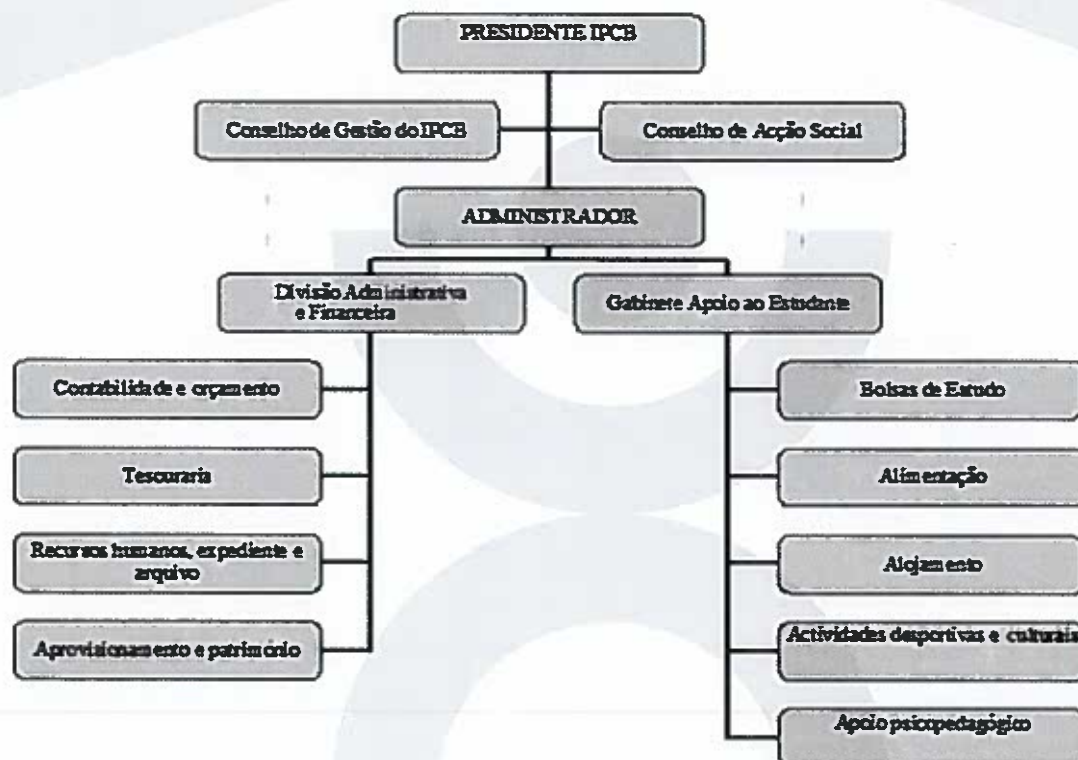 PRESIDENTE IPCB
Conselho de Gestão do IPCB
Conselho de Acção Social
ADMINISTRADOR
Divisão Administrativa
e Financeira
Gabinete Apoio ao Estudante
Contabilidade e orçamento
Tesouraria
Recursos humanos, expediente e
arquivo
Aprovisionamento e património
Bolsas de Estudo
Alimentação
Alojamento
Actividades desportivas e culturais
Apoio psicopedagógico